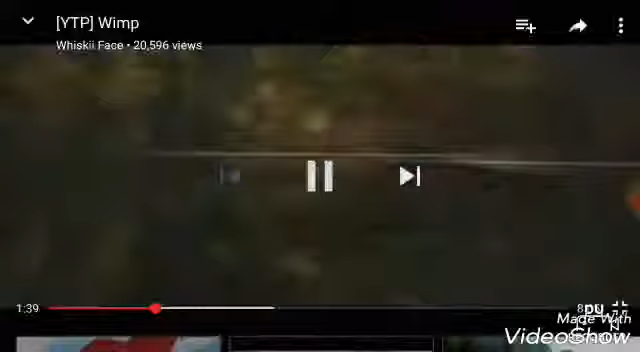 [YTP] Wimp
Whiskii Face • 20,596 views
1:39
Made With
VideoShow